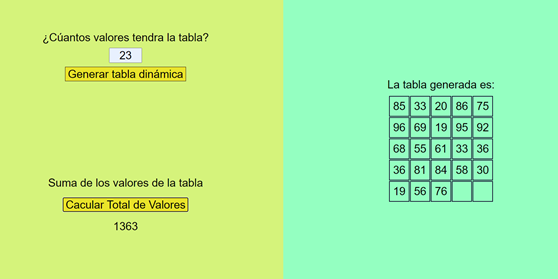 ¿Cúantos valores tendra la tabla?
23
Generar tabla dinámica
Suma de los valores de la tabla
Cacular Total de Valores
1363
La tabla generada es:
85 33 20 86 75
96 69 19 95 92
68 55 61 33 36
36 81 84 58 30
19 56 76